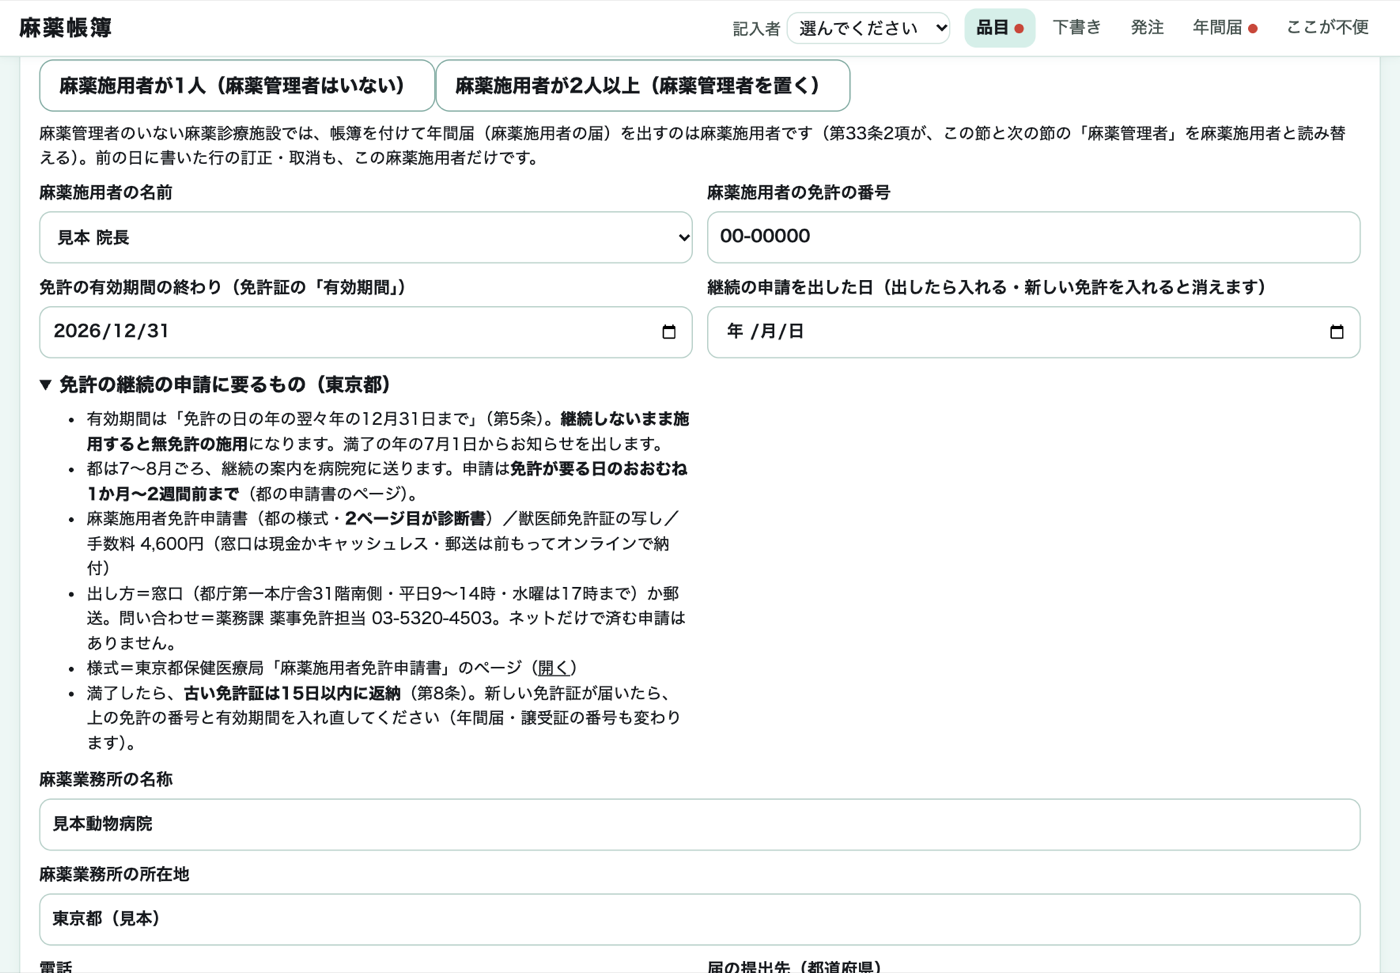 麻薬帳簿
記入者 選んでください 品目 下書き 発注 年間届 ここが不便
麻薬施用者が1人（麻薬管理者はいない） 麻薬施用者が2人以上（麻薬管理者を置く）
麻薬管理者のいない麻薬診療施設では、帳簿を付けて年間届（麻薬施用者の届）を出すのは麻薬施用者です（第33条2項が、この節と次の節の「麻薬管理者」を麻薬施用者と読み替
える）。前の日に書いた行の訂正・取消も、この麻薬施用者だけです。
麻薬施用者の名前 麻薬施用者の免許の番号
見本 院長 00-00000
免許の有効期間の終わり（免許証の「有効期間」） 継続の申請を出した日（出したら入れる・新しい免許を入れると消えます）
2026/12/31 年 /月/日
▼ 免許の継続の申請に要るもの（東京都）
• 有効期間は「免許の日の年の翌々年の12月31日まで」（第5条）。継続しないまま施
用すると無免許の施用になります。満了の年の7月1日からお知らせを出します。
• 都は7〜8月ごろ、継続の案内を病院宛に送ります。申請は免許が要る日のおおむね
1か月〜2週間前まで（都の申請書のページ）。
• 麻薬施用者免許申請書（都の様式・2ページ目が診断書）／獣医師免許証の写し／
手数料 4,600円（窓口は現金かキャッシュレス・郵送は前もってオンラインで納
付）
• 出し方＝窓口（都庁第一本庁舎31階南側・平日9〜14時・水曜は17時まで）か郵
送。問い合わせ＝薬務課 薬事免許担当 03-5320-4503。ネットだけで済む申請は
ありません。
• 様式＝東京都保健医療局「麻薬施用者免許申請書」のページ（開く）
• 満了したら、古い免許証は15日以内に返納（第8条）。新しい免許証が届いたら、
上の免許の番号と有効期間を入れ直してください（年間届・譲受証の番号も変わり
ます）。
麻薬業務所の名称
見本動物病院
麻薬業務所の所在地
東京都（見本）
電話 届の提出先（都道府県）